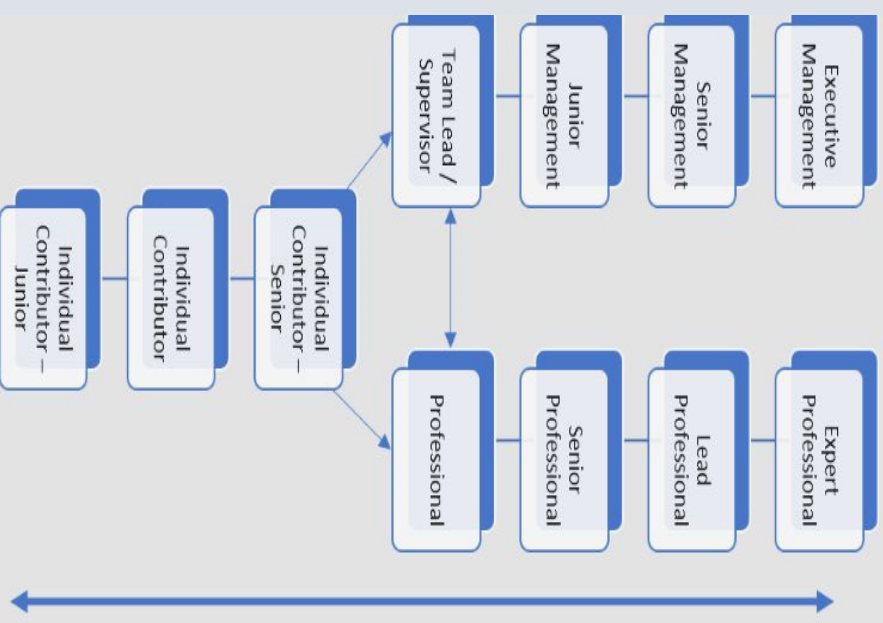 Executive
Management
Senior
Management
Junior
Management
Team Lead /
Supervisor
Expert
Professional
Lead
Professional
Senior
Professional
Professional
Individual
Contributor –
Senior
Individual
Contributor
Individual
Contributor –
Junior